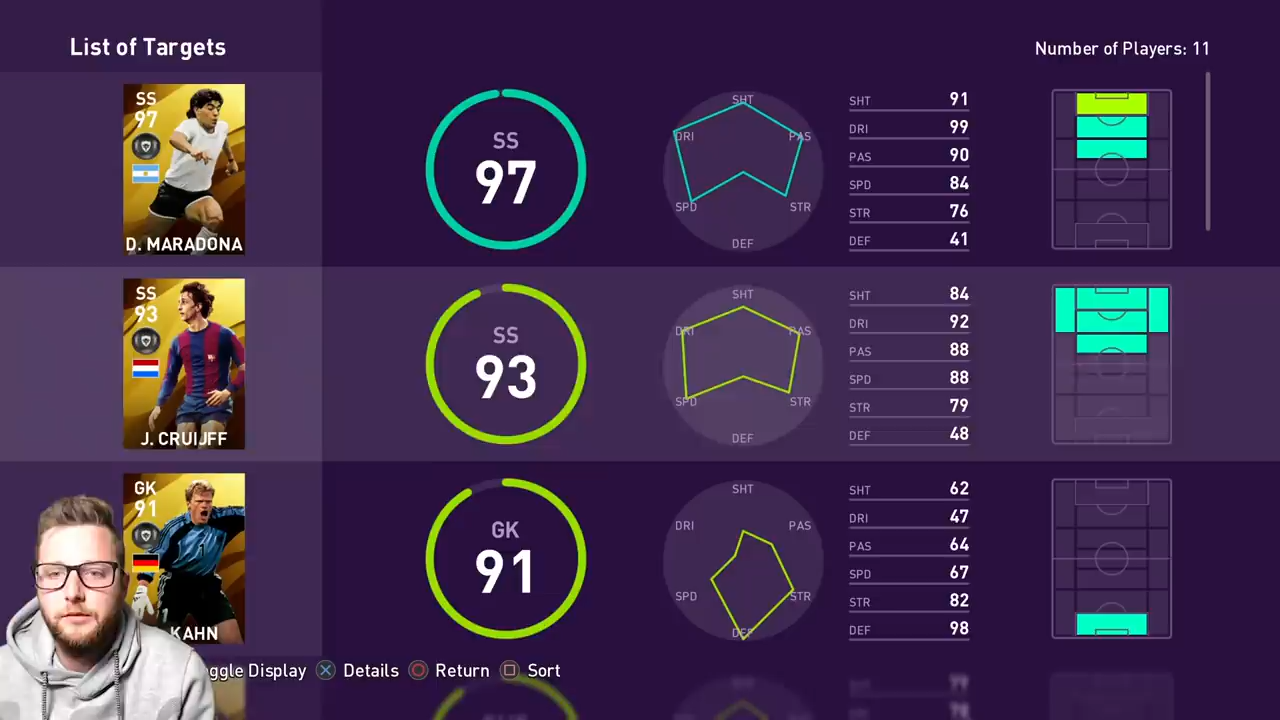 List of Targets
Number of Players: 11
SS
97
D. MARADONA
SS
97
SHT
PAS
STR
DEF
SPD
DRI
SHT 91
DRI 99
PAS 90
SPD 84
STR 76
DEF 41
SS
93
J. CRUIJFF
SS
93
SHT
PAS
STR
DEF
SPD
DRI
SHT 84
DRI 92
PAS 88
SPD 88
STR 79
DEF 48
GK
91
KAHN
GK
91
SHT
PAS
STR
DEF
SPD
DRI
SHT 62
DRI 47
PAS 64
SPD 67
STR 82
DEF 98
Display Details Return Sort